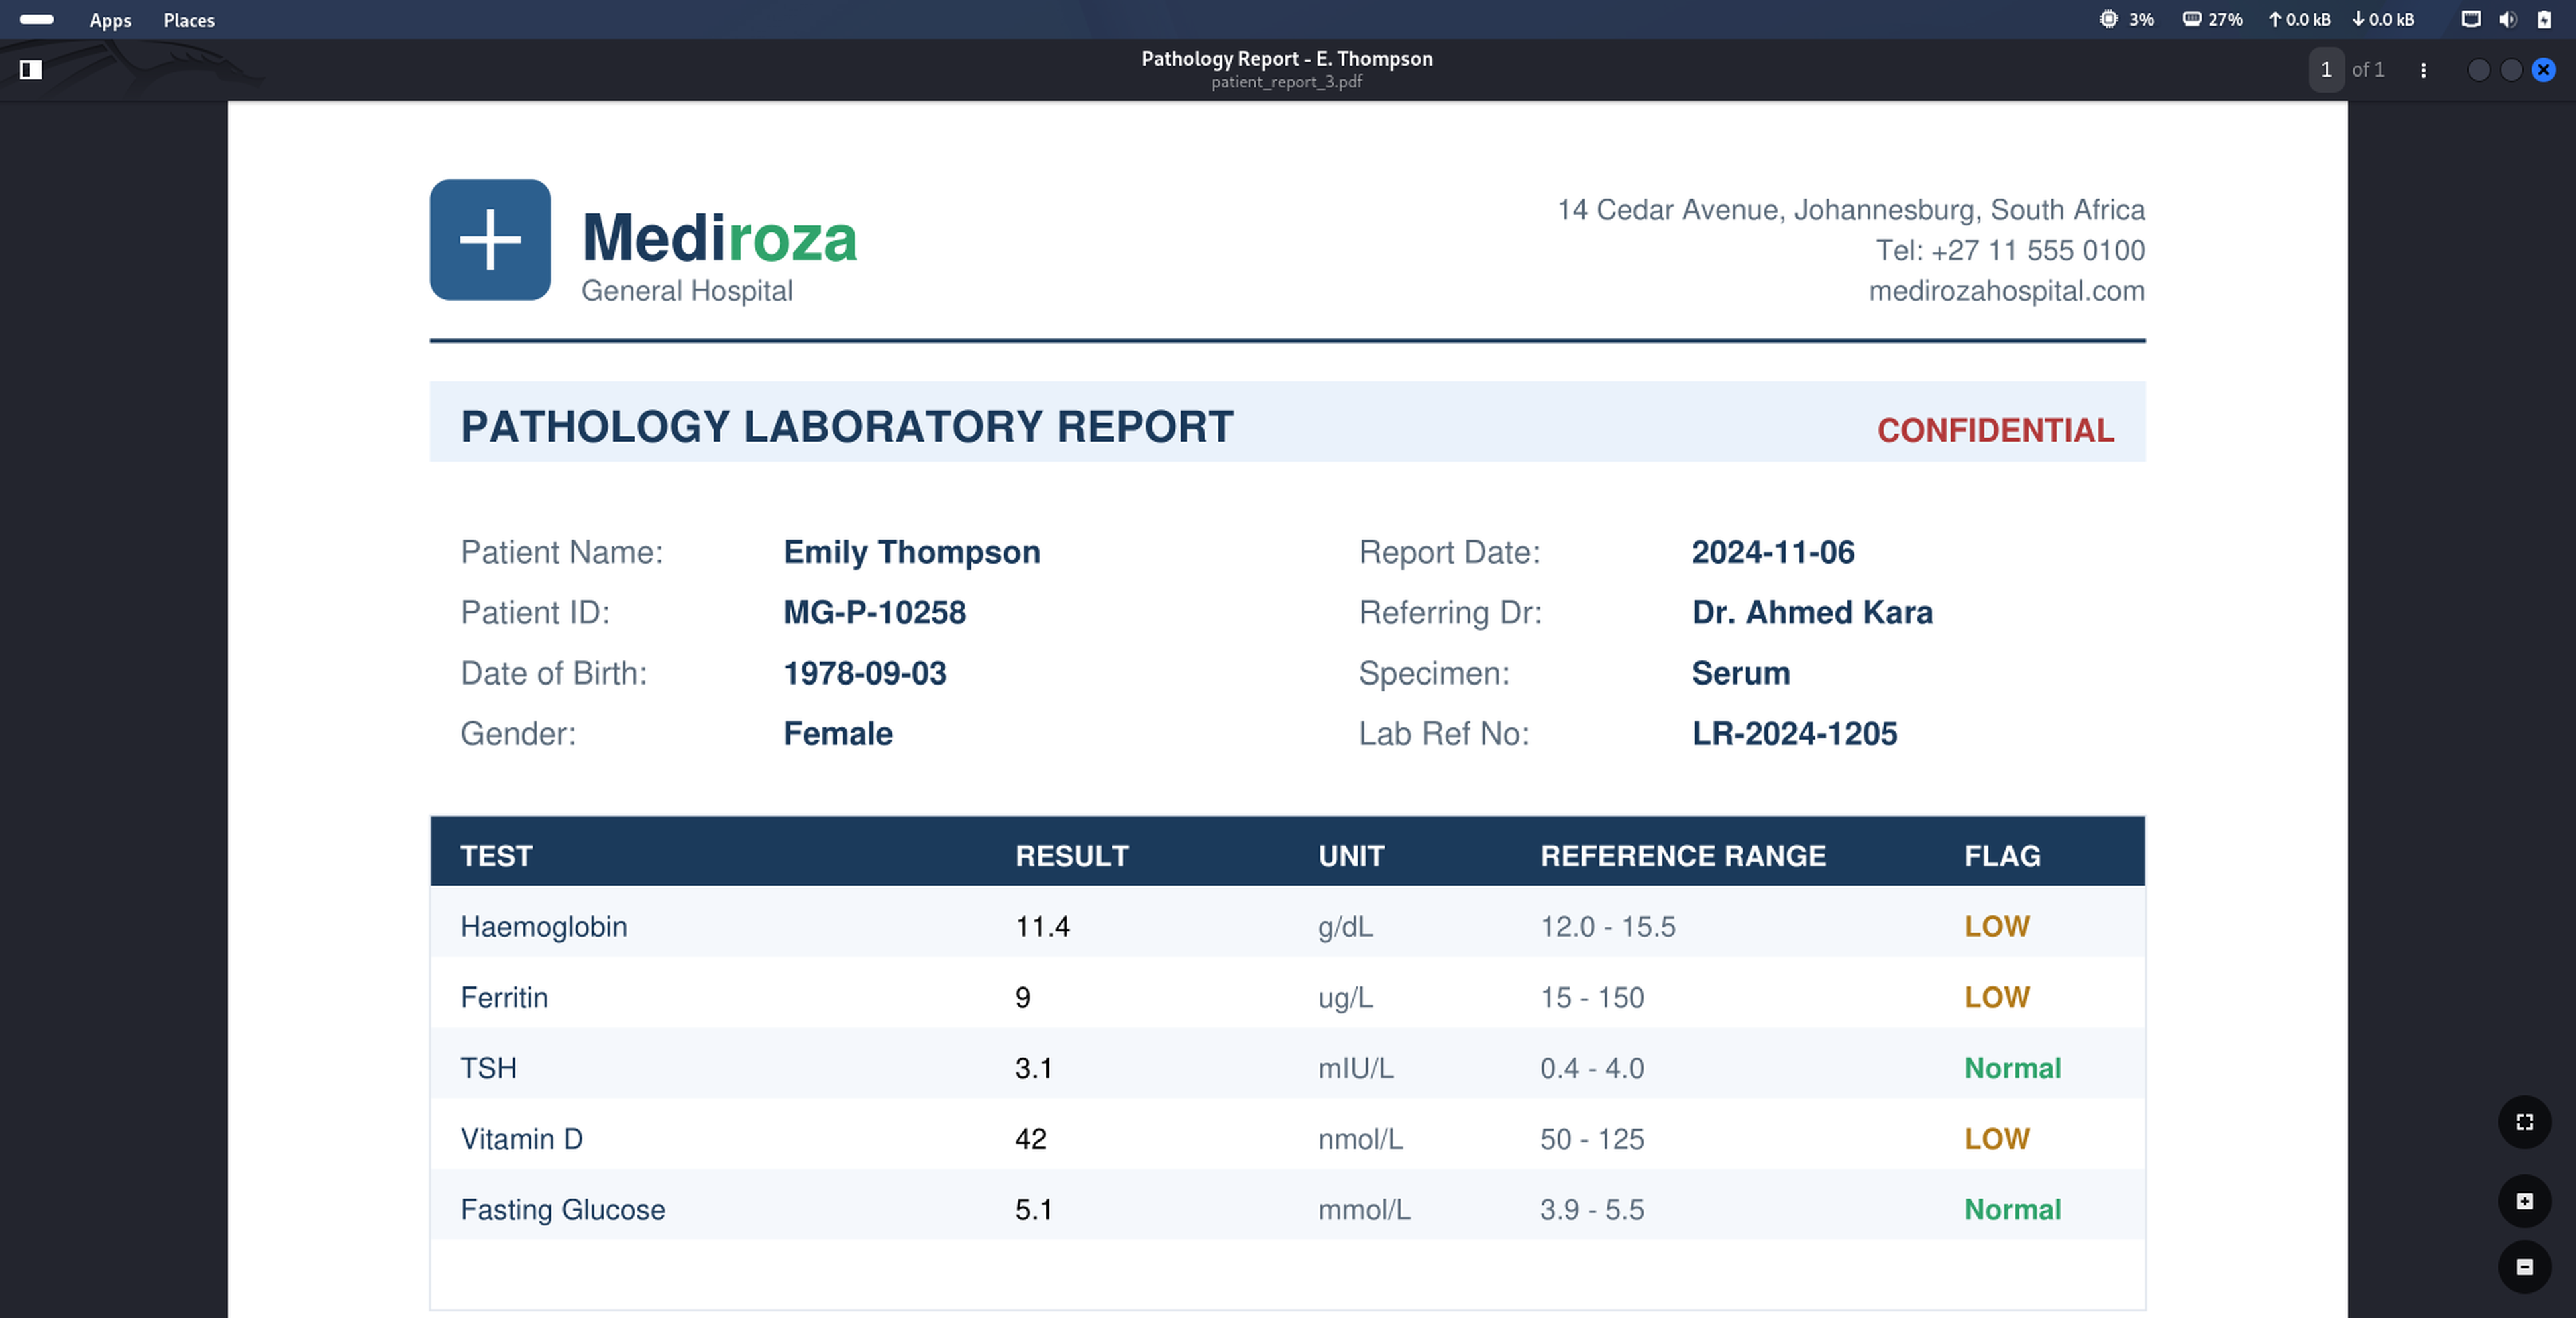 Apps Places 3% 27% ↑0.0 kB ↓0.0 kB
Pathology Report - E. Thompson
patient_report_3.pdf
1 of 1
Mediroza
General Hospital
14 Cedar Avenue, Johannesburg, South Africa
Tel: +27 11 555 0100
medirozahospital.com
PATHOLOGY LABORATORY REPORT CONFIDENTIAL
Patient Name: Emily Thompson Report Date: 2024-11-06
Patient ID: MG-P-10258 Referring Dr: Dr. Ahmed Kara
Date of Birth: 1978-09-03 Specimen: Serum
Gender: Female Lab Ref No: LR-2024-1205
TEST RESULT UNIT REFERENCE RANGE FLAG
Haemoglobin 11.4 g/dL 12.0 - 15.5 LOW
Ferritin 9 ug/L 15 - 150 LOW
TSH 3.1 mIU/L 0.4 - 4.0 Normal
Vitamin D 42 nmol/L 50 - 125 LOW
Fasting Glucose 5.1 mmol/L 3.9 - 5.5 Normal